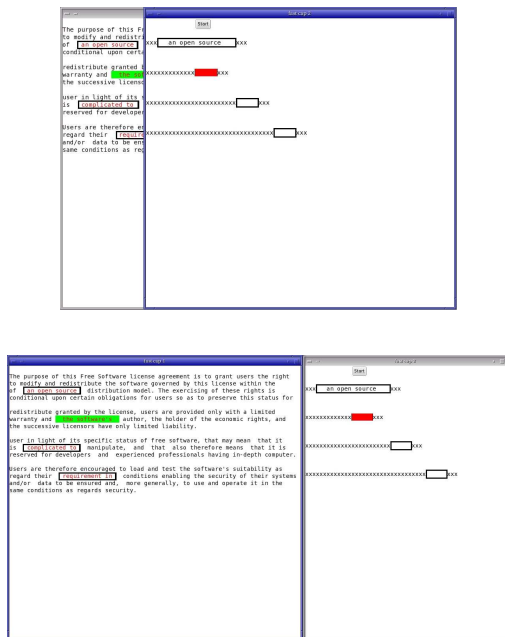 Start
The purpose of this Fr
to modify and redistri
of an open source
conditional upon certa
redistribute granted b
warranty and the sof
the successive licenso
user in light of its s
is complicated to
reserved for develope
Users are therefore en
regard their require
and/or data to be ens
same conditions as reg
xxx an open source xxx
xxxxxxxxxxxxx xxx
xxxxxxxxxxxxxxxxxxxxxxxx xxx
xxxxxxxxxxxxxxxxxxxxxxxxxxxxxxxxxx xxx
The purpose of this Free Software license agreement is to grant users the right
to modify and redistribute the software governed by this license within the
of an open source distribution model. The exercising of these rights is
conditional upon certain obligations for users so as to preserve this status for
redistribute granted by the license, users are provided only with a limited
warranty and the software's author, the holder of the economic rights, and
the successive licensors have only limited liability.
user in light of its specific status of free software, that may mean that it
is complicated to manipulate, and that also therefore means that it is
reserved for developers and experienced professionals having in-depth computer.
Users are therefore encouraged to load and test the software's suitability as
regard their requirement in conditions enabling the security of their systems
and/or data to be ensured and, more generally, to use and operate it in the
same conditions as regards security.
Start
xxx an open source xxx
xxxxxxxxxxxxx xxx
xxxxxxxxxxxxxxxxxxxxxxxx xxx
xxxxxxxxxxxxxxxxxxxxxxxxxxxxxxxxxx xxx